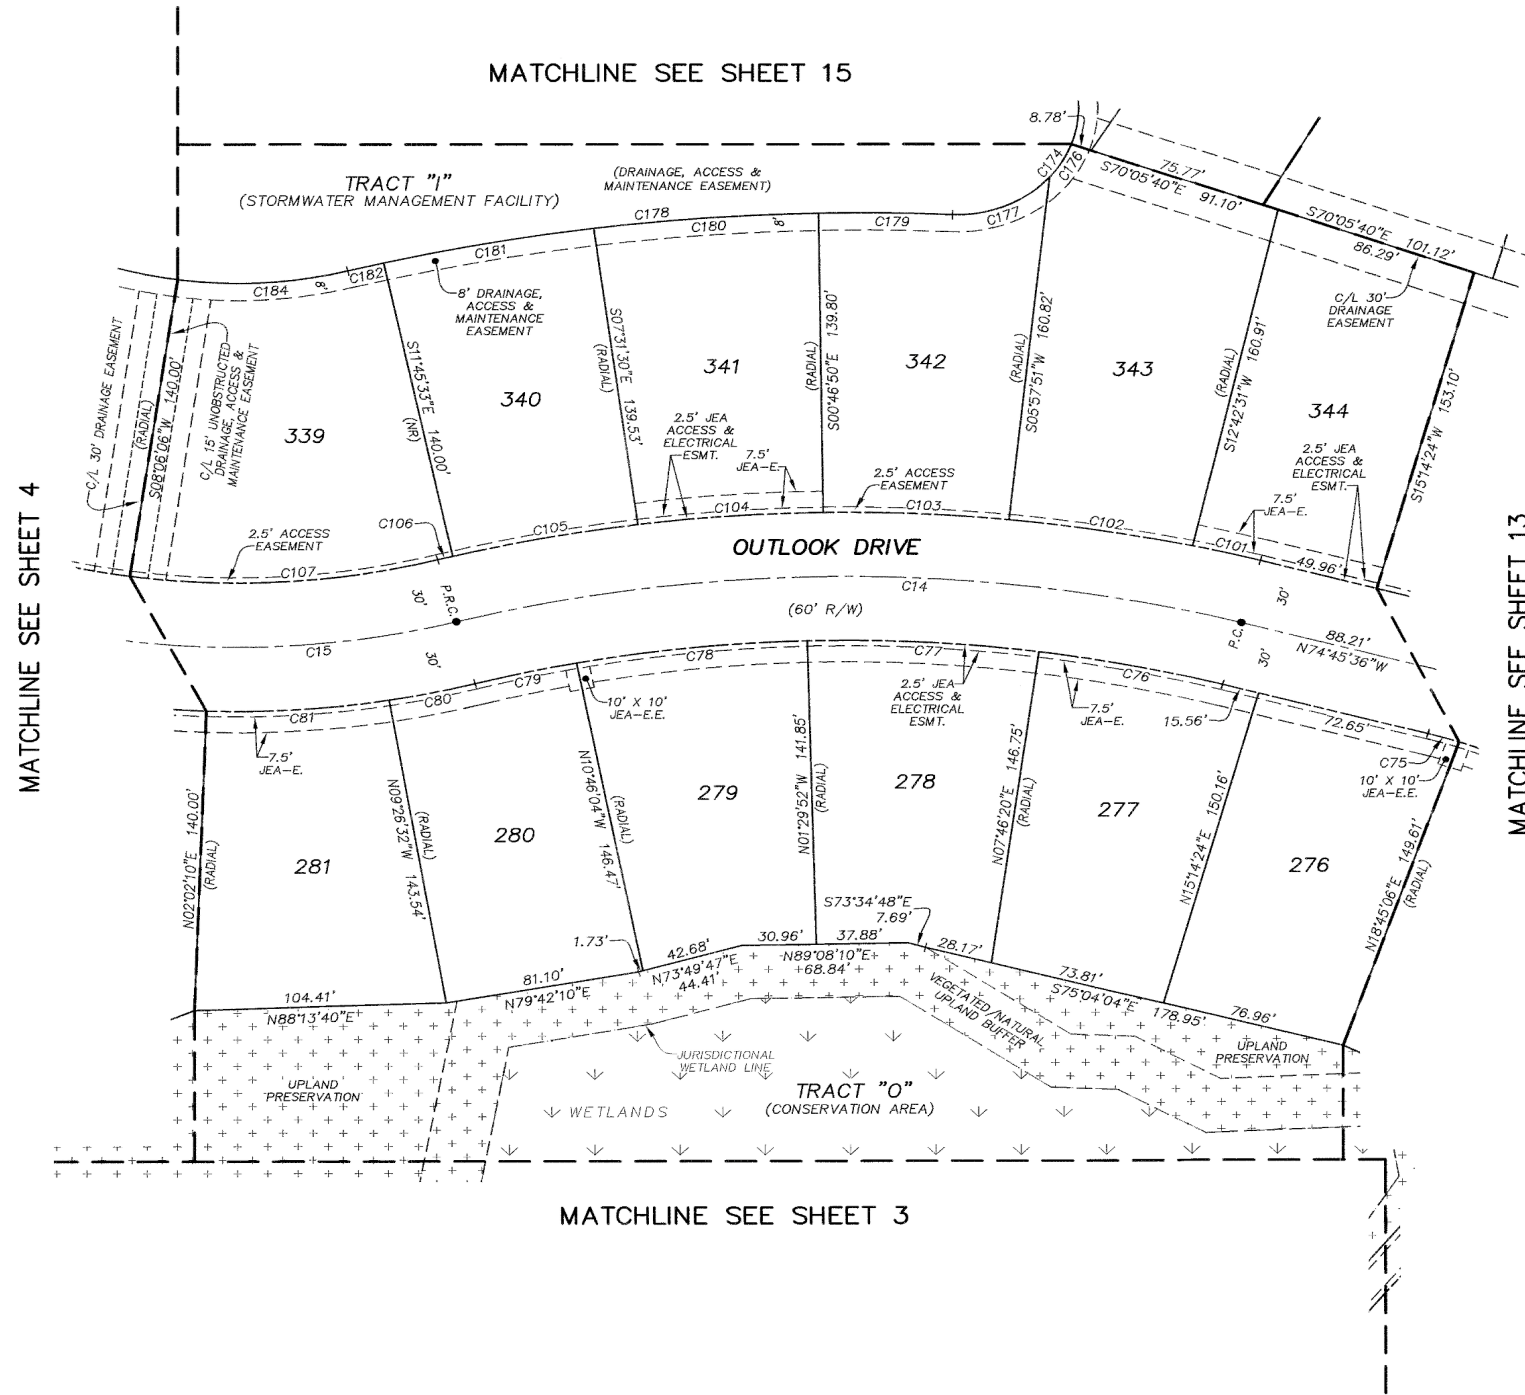 MATCHLINE SEE SHEET 15
8.78'
TRACT "I"
(STORMWATER MANAGEMENT FACILITY)
(DRAINAGE, ACCESS &
MAINTENANCE EASEMENT)
C174
C176
75.77'
S70°05'40"E
91.10'
S70°05'40"E
101.12'
86.29'
C178
C180
8'
C179
C177
C181
C182
C184
8'
8' DRAINAGE,
ACCESS &
MAINTENANCE
EASEMENT
C/L 30'
DRAINAGE
EASEMENT
C/L 30' DRAINAGE EASEMENT
(RADIAL)
S08°06'06"W 140.00'
C/L 15' UNOBSTRUCTED
DRAINAGE, ACCESS &
MAINTENANCE EASEMENT
339
S11°45'33"E 140.00'
(NR)
340
S07°31'30"E 139.53'
(RADIAL)
341
(RADIAL)
S00°46'50"E 139.80'
342
(RADIAL)
S05°57'51"W 160.82'
343
(RADIAL)
S12°42'31"W 160.91'
344
S15°14'24"W 153.10'
2.5' JEA
ACCESS &
ELECTRICAL
ESMT.
7.5'
JEA-E.
2.5' ACCESS
EASEMENT
2.5' JEA
ACCESS &
ELECTRICAL
ESMT.
7.5'
JEA-E.
2.5' ACCESS
EASEMENT
C107
C106
C105
C104
C103
C102
C101
49.96'
MATCHLINE SEE SHEET 4
MATCHLINE SEE SHEET 13
OUTLOOK DRIVE
C14
(60' R/W)
30'
P.R.C.
30'
C15
30'
P.C.
30'
88.21'
N74°45'36"W
C81
C80
C79
C78
C77
C76
15.56'
72.65'
C75
7.5'
JEA-E.
10' X 10'
JEA-E.E.
2.5' JEA
ACCESS &
ELECTRICAL
ESMT.
7.5'
JEA-E.
10' X 10'
JEA-E.E.
N02°02'10"E 140.00'
(RADIAL)
281
N09°26'32"W 143.54'
(RADIAL)
280
N10°46'04"W 146.47'
(RADIAL)
279
N01°29'52"W 141.85'
(RADIAL)
278
N07°46'20"E 146.75'
(RADIAL)
277
N15°14'24"E 150.16'
276
N18°45'06"E 149.61'
(RADIAL)
S73°34'48"E
7.69'
1.73'
104.41'
N88°13'40"E
81.10'
N79°42'10"E
42.68'
N73°49'47"E
44.41'
30.96'
37.88'
N89°08'10"E
68.84'
28.17'
73.81'
S75°04'04"E
178.95'
76.96'
VEGETATED/NATURAL
UPLAND BUFFER
UPLAND
PRESERVATION
JURISDICTIONAL
WETLAND LINE
UPLAND
PRESERVATION
WETLANDS
TRACT "O"
(CONSERVATION AREA)
MATCHLINE SEE SHEET 3